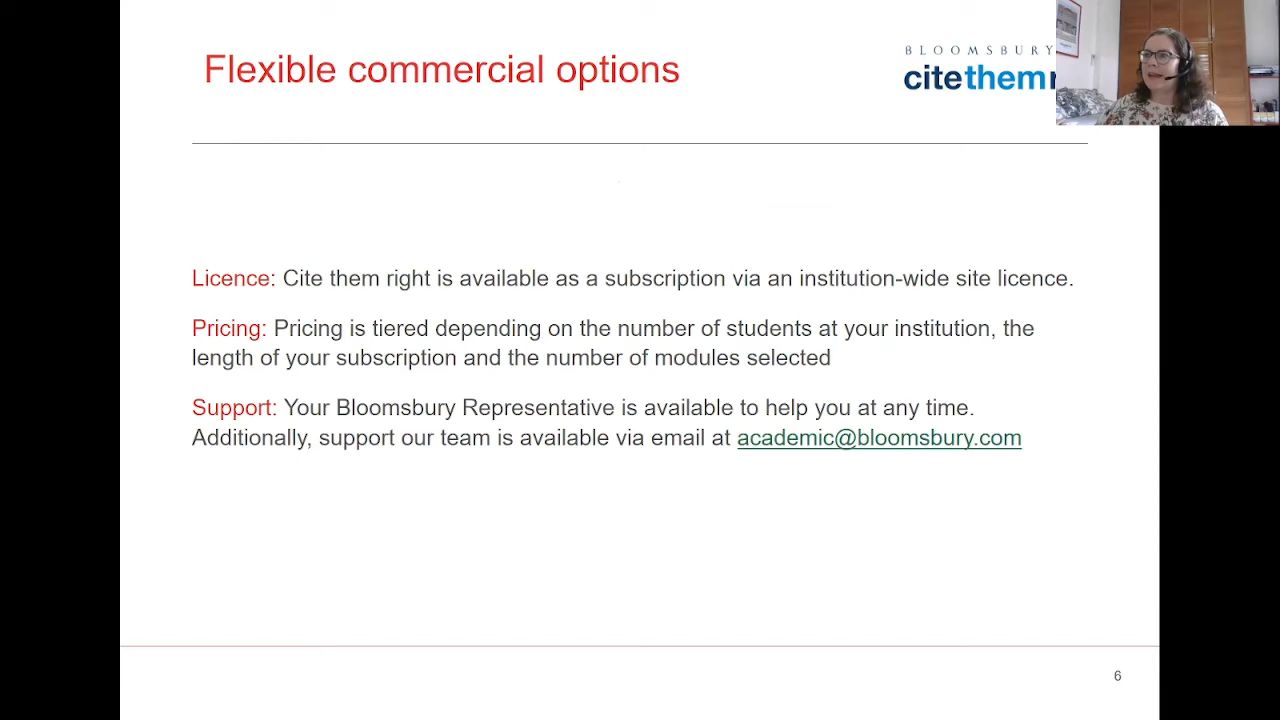 Flexible commercial options
BLOOMSBURY
citethem
Licence: Cite them right is available as a subscription via an institution-wide site licence.
Pricing: Pricing is tiered depending on the number of students at your institution, the
length of your subscription and the number of modules selected
Support: Your Bloomsbury Representative is available to help you at any time.
Additionally, support our team is available via email at academic@bloomsbury.com
6